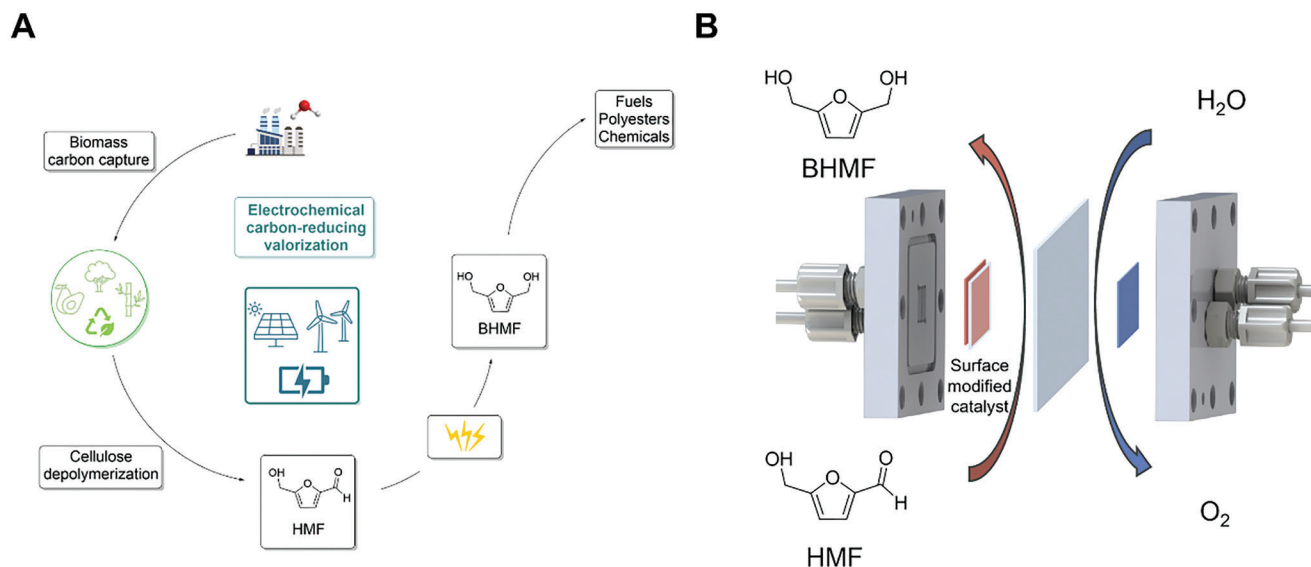 A
Biomass
carbon capture
Electrochemical
carbon-reducing
valorization
Fuels
Polyesters
Chemicals
HO
OH
O
BHMF
Cellulose
depolymerization
OH
O
O
H
HMF
B
HO
OH
O
BHMF
H₂O
Surface
modified
catalyst
OH
O
O
H
HMF
O₂